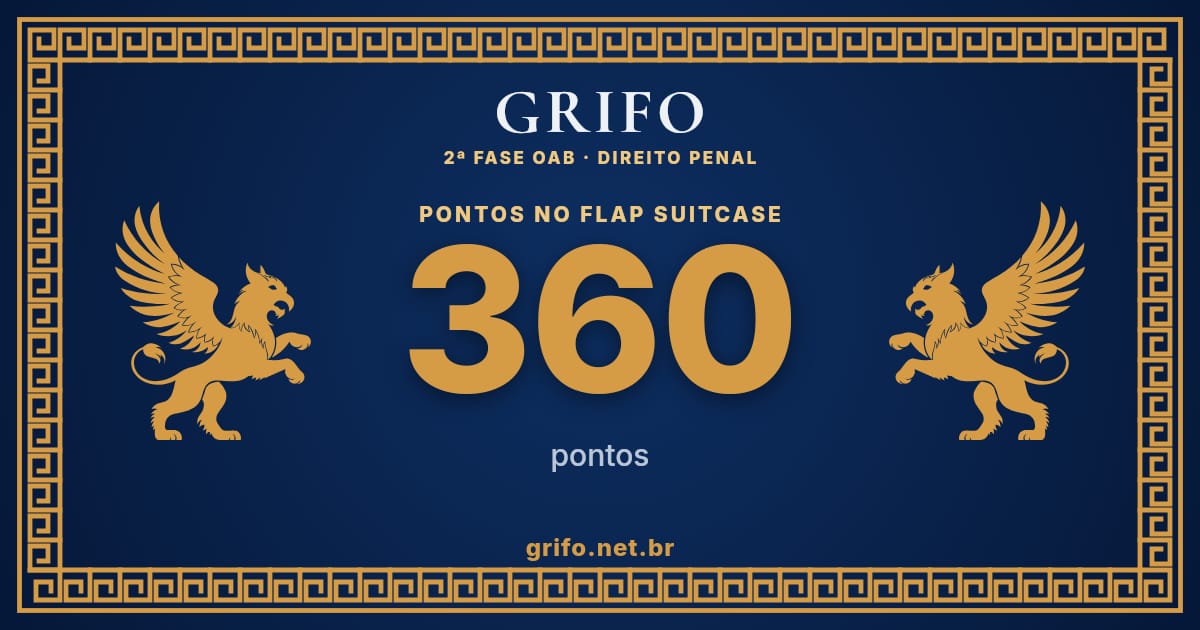 GRIFO
2ª FASE OAB · DIREITO PENAL
PONTOS NO FLAP SUITCASE
360
pontos
grifo.net.br